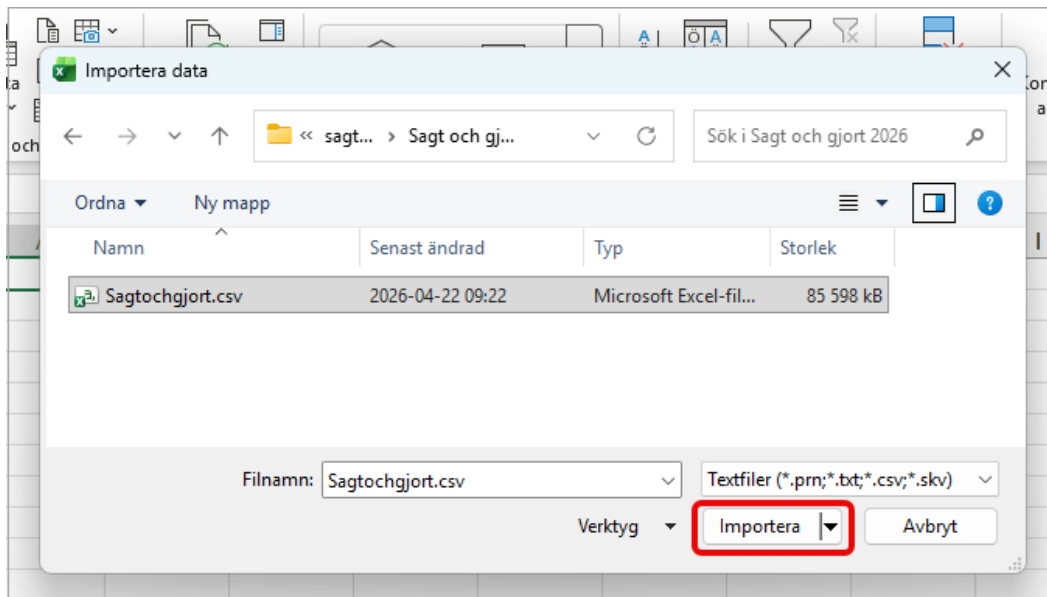 Ö A
Importera data
och
« sagt... › Sagt och gj...
Sök i Sagt och gjort 2026
Ordna
Ny mapp
Namn
Senast ändrad
Typ
Storlek
I
Sagtochgjort.csv
2026-04-22 09:22
Microsoft Excel-fil...
85 598 kB
Filnamn:
Sagtochgjort.csv
Textfiler (*.prn;*.txt;*.csv;*.skv)
Verktyg
Importera
Avbryt